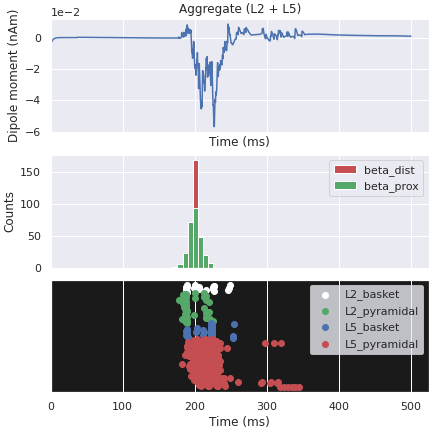 Aggregate (L2 + L5)
1e−2
Dipole moment (nAm)
0
−2
−4
−6
Time (ms)
Counts
150
100
50
0
beta_dist
beta_prox
L2_basket
L2_pyramidal
L5_basket
L5_pyramidal
0 100 200 300 400 500
Time (ms)